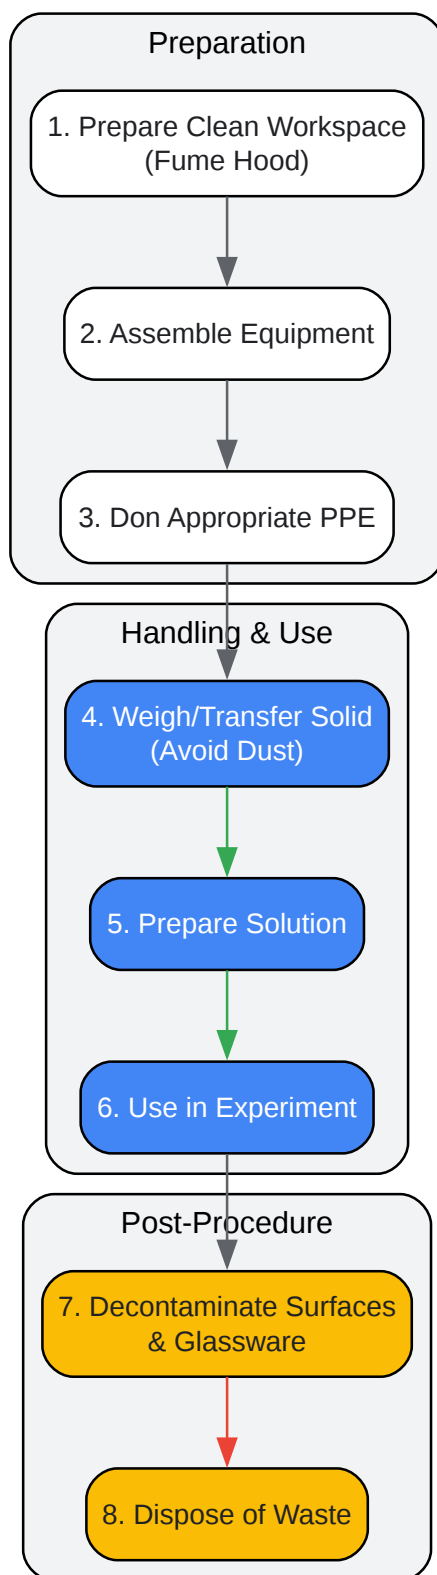 Preparation
1. Prepare Clean Workspace
(Fume Hood)
2. Assemble Equipment
3. Don Appropriate PPE
Handling & Use
4. Weigh/Transfer Solid
(Avoid Dust)
5. Prepare Solution
6. Use in Experiment
Post-Procedure
7. Decontaminate Surfaces
& Glassware
8. Dispose of Waste